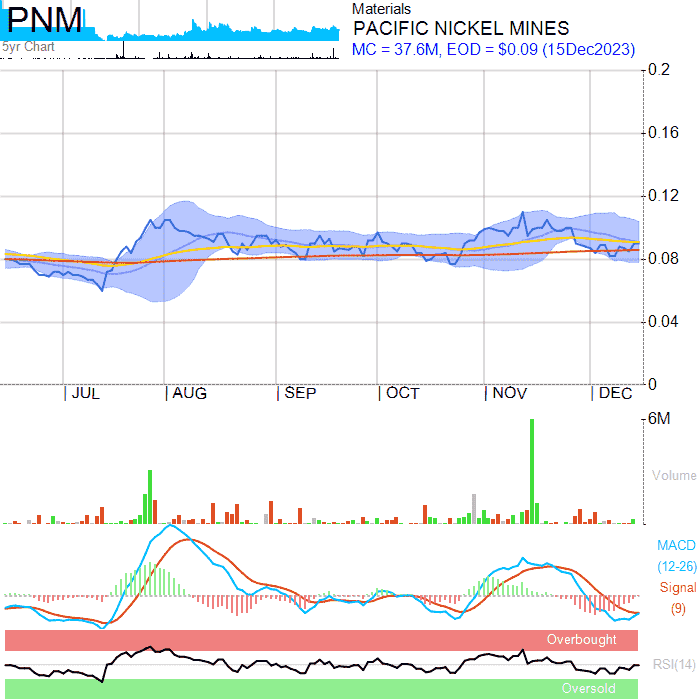 PNM
5yr Chart
Materials
PACIFIC NICKEL MINES
MC = 37.6M, EOD = $0.09 (15Dec2023)
0.2
0.16
0.12
0.08
0.04
0
JUL AUG SEP OCT NOV DEC
6M
Volume
MACD
(12-26)
Signal
(9)
Overbought
RSI(14)
Oversold